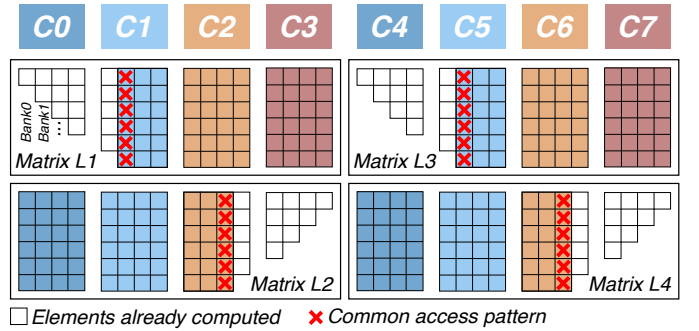 C0 C1 C2 C3 C4 C5 C6 C7
Bank0
Bank1
...
Matrix L1
Matrix L3
Matrix L2
Matrix L4
Elements already computed
Common access pattern